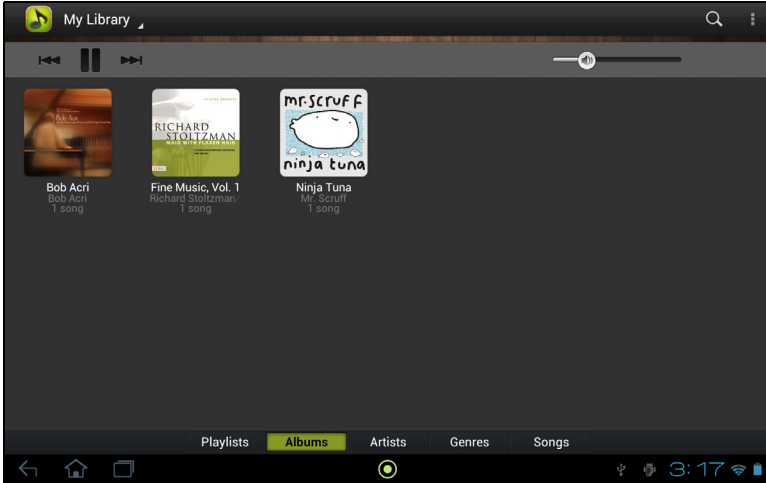 My Library
Bob Acri
RICHARD
STOLTZMAN
MAID WITH FLAXEN HAIR
mr.scruff
ninja tuna
Bob Acri
Bob Acri
1 song
Fine Music, Vol. 1
Richard Stoltzman/
1 song
Ninja Tuna
Mr. Scruff
1 song
Playlists
Albums
Artists
Genres
Songs
3:17